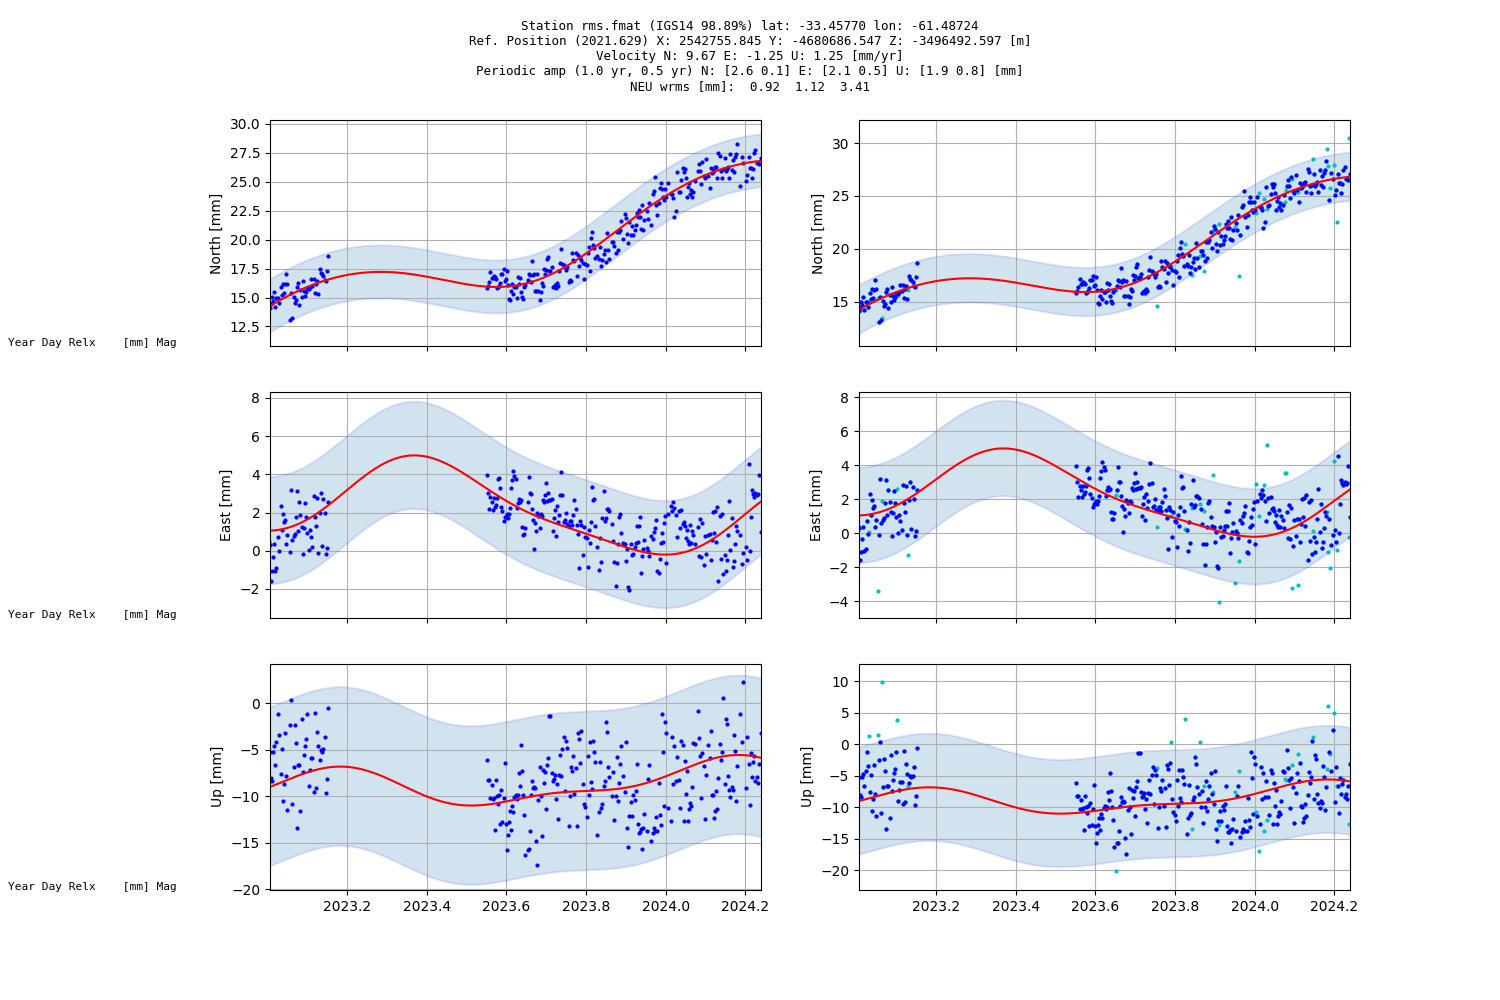 Station rms.fmat (IGS14 98.89%) lat: -33.45770 lon: -61.48724
Ref. Position (2021.629) X: 2542755.845 Y: -4680686.547 Z: -3496492.597 [m]
Velocity N: 9.67 E: -1.25 U: 1.25 [mm/yr]
Periodic amp (1.0 yr, 0.5 yr) N: [2.6 0.1] E: [2.1 0.5] U: [1.9 0.8] [mm]
NEU wrms [mm]:  0.92  1.12  3.41
North [mm]
30.0
27.5
25.0
22.5
20.0
17.5
15.0
12.5
North [mm]
30
25
20
15
Year Day Relx    [mm] Mag
East [mm]
8
6
4
2
0
−2
East [mm]
8
6
4
2
0
−2
−4
Year Day Relx    [mm] Mag
Up [mm]
0
−5
−10
−15
−20
2023.2 2023.4 2023.6 2023.8 2024.0 2024.2
Up [mm]
10
5
0
−5
−10
−15
−20
2023.2 2023.4 2023.6 2023.8 2024.0 2024.2
Year Day Relx    [mm] Mag